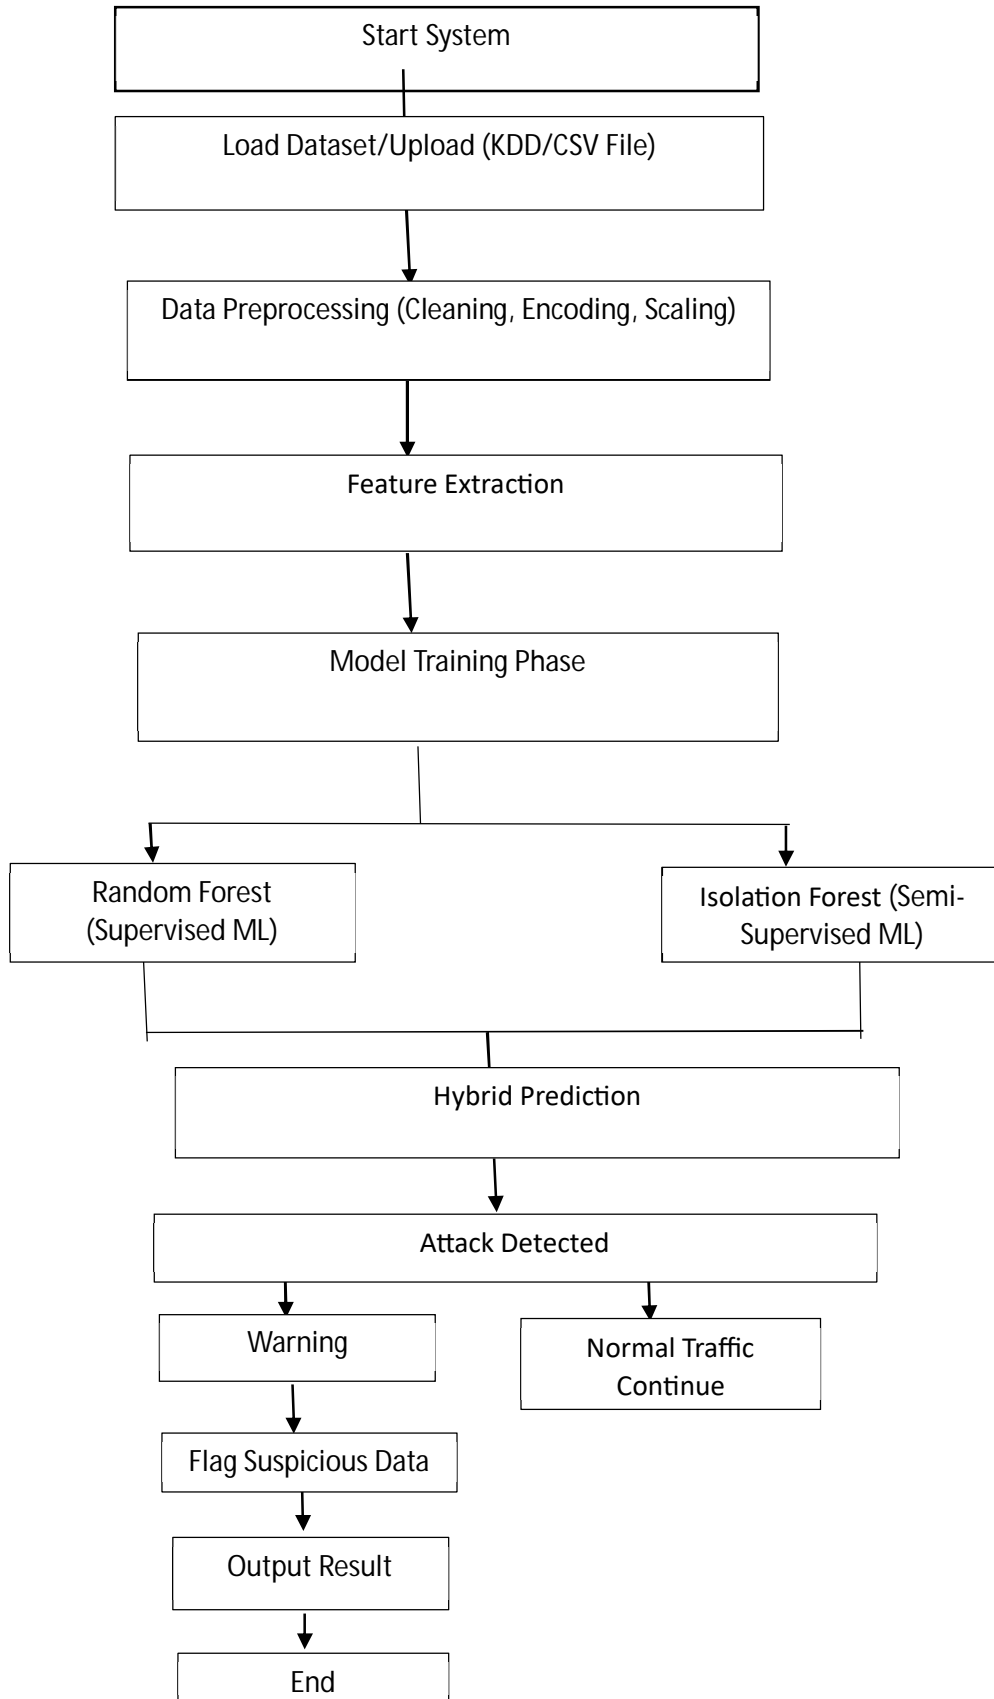 Start System
Load Dataset/Upload (KDD/CSV File)
Data Preprocessing (Cleaning, Encoding, Scaling)
Feature Extraction
Model Training Phase
Random Forest
(Supervised ML)
Isolation Forest (Semi-
Supervised ML)
Hybrid Prediction
Attack Detected
Warning
Normal Traffic
Continue
Flag Suspicious Data
Output Result
End